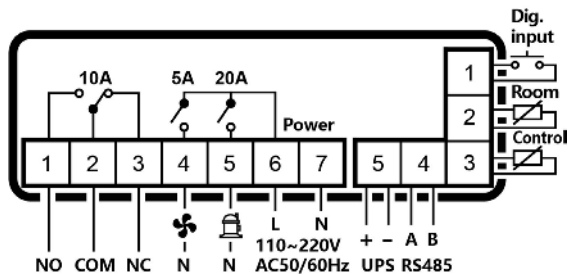 Dig.
input
10A 5A 20A
1
Room
Power
2
Control
1 2 3 4 5 6 7 5 4 3
+ − A B
L N
110~220V
NO COM NC N N AC50/60Hz UPS RS485